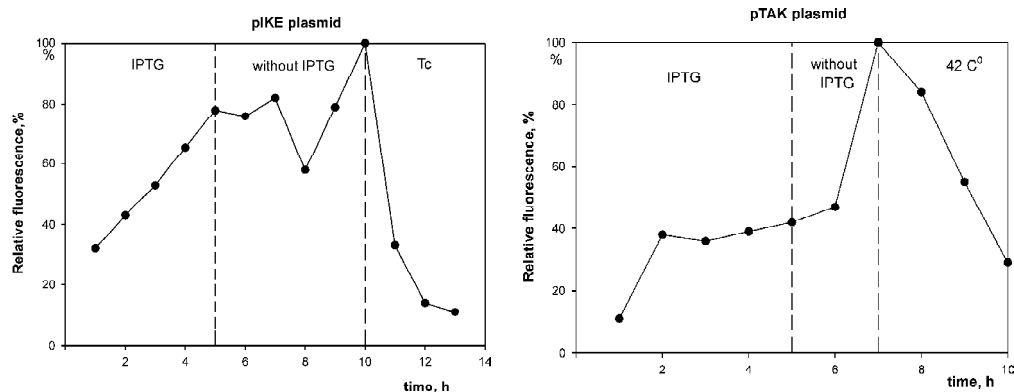 pIKE plasmid
100
%
80
60
40
20
0
Relative fluorescence,%
IPTG
without IPTG
Tc
2
4
6
8
10
12
14
timo, h
pTAK plasmid
100
%
80
60
40
20
0
Relative fluorescence, %
IPTG
without
IPTG
42 C⁰
2
4
6
8
10
time, h